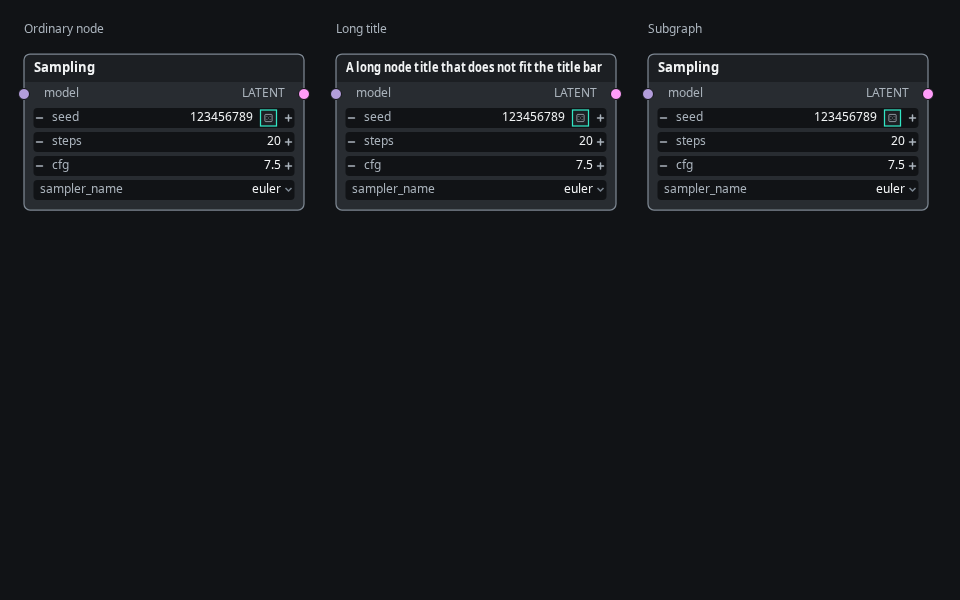 Ordinary node Long title Subgraph
Sampling A long node title that does not fit the title bar Sampling
model LATENT model LATENT model LATENT
− seed 123456789 + − seed 123456789 + − seed 123456789 +
− steps 20 + − steps 20 + − steps 20 +
− cfg 7.5 + − cfg 7.5 + − cfg 7.5 +
sampler_name euler sampler_name euler sampler_name euler